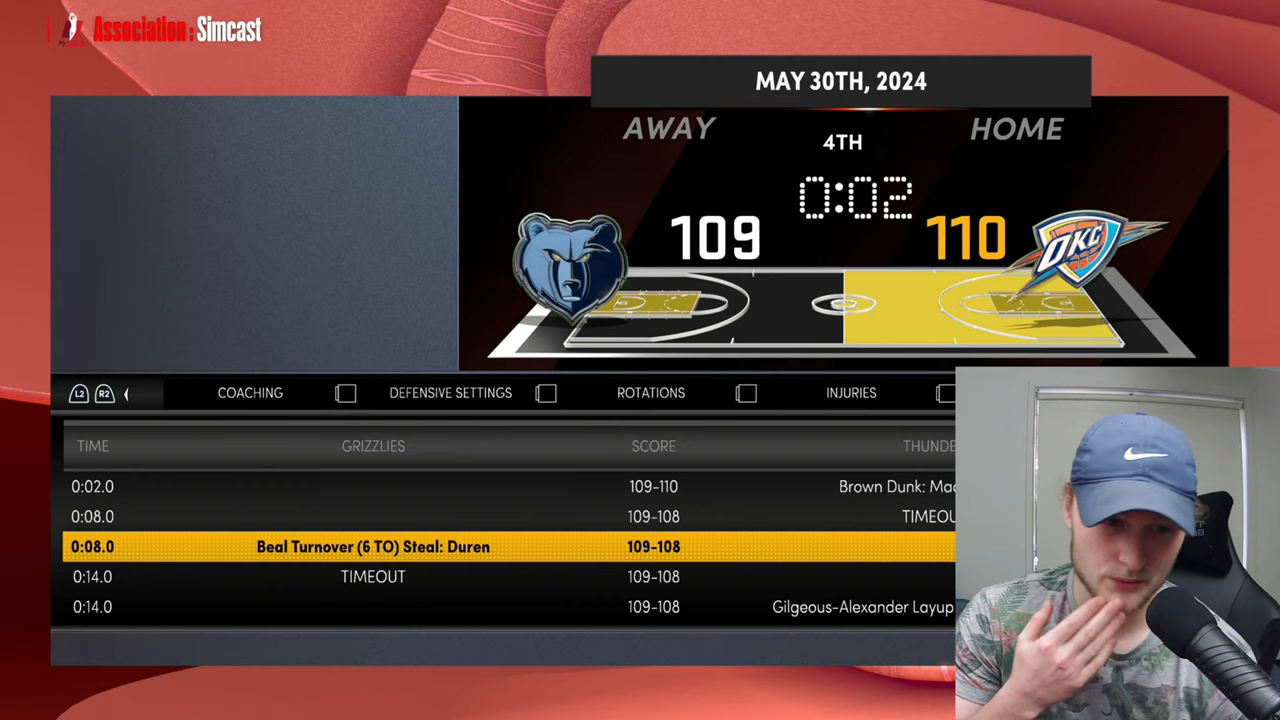 Association: Simcast
MAY 30TH, 2024
AWAY
4TH
HOME
0:02
109
110
OKC
L2 R2
COACHING
DEFENSIVE SETTINGS
ROTATIONS
INJURIES
TIME GRIZZLIES SCORE THUNDE
0:02.0 109-110 Brown Dunk: Mad
0:08.0 109-108 TIMEOU
0:08.0 Beal Turnover (6 TO) Steal: Duren 109-108
0:14.0 TIMEOUT 109-108
0:14.0 109-108 Gilgeous-Alexander Layup